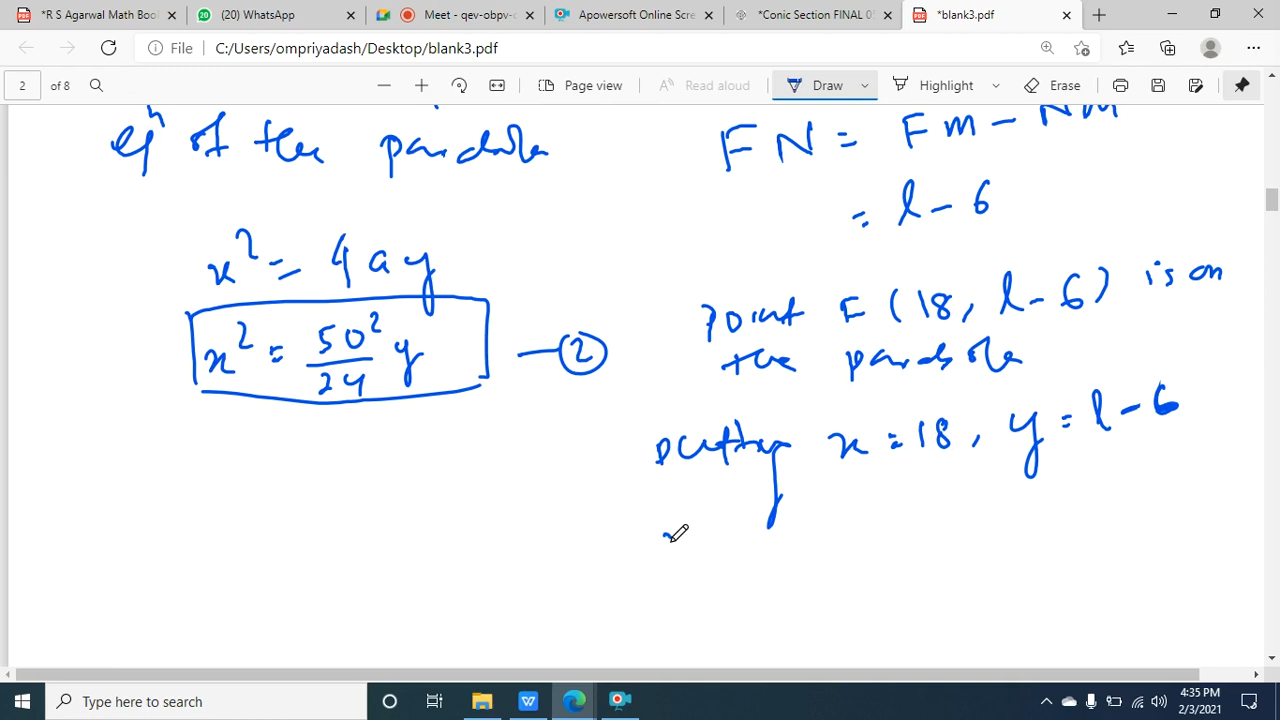 *R S Agarwal Math Boo
(20) WhatsApp
Meet - qev-obpv-c
Apowersoft Online Scre
*Conic Section FINAL 05
*blank3.pdf
File C:/Users/ompriyadash/Desktop/blank3.pdf
2 of 8
Page view
Read aloud
Draw
Highlight
Erase
eqⁿ of the parabola
x² = 4ay
x² = 50²/24 y — ②
FN = FM - NM
= l - 6
point F (18, l - 6) is on
the parabola
putting x = 18, y = l - 6
Type here to search
4:35 PM
2/3/2021